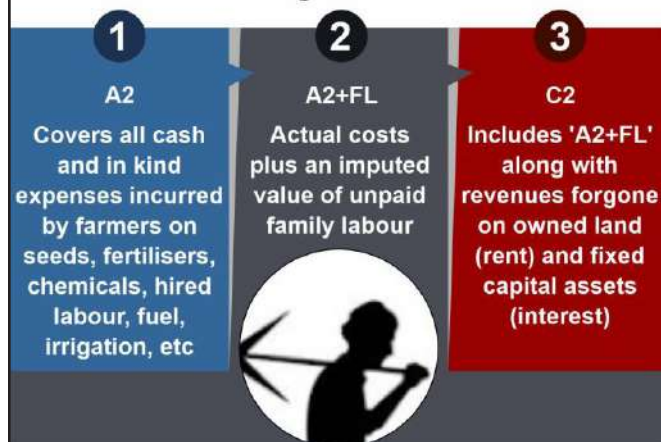 1
A2
Covers all cash
and in kind
expenses incurred
by farmers on
seeds, fertilisers,
chemicals, hired
labour, fuel,
irrigation, etc
2
A2+FL
Actual costs
plus an imputed
value of unpaid
family labour
3
C2
Includes 'A2+FL'
along with
revenues forgone
on owned land
(rent) and fixed
capital assets
(interest)